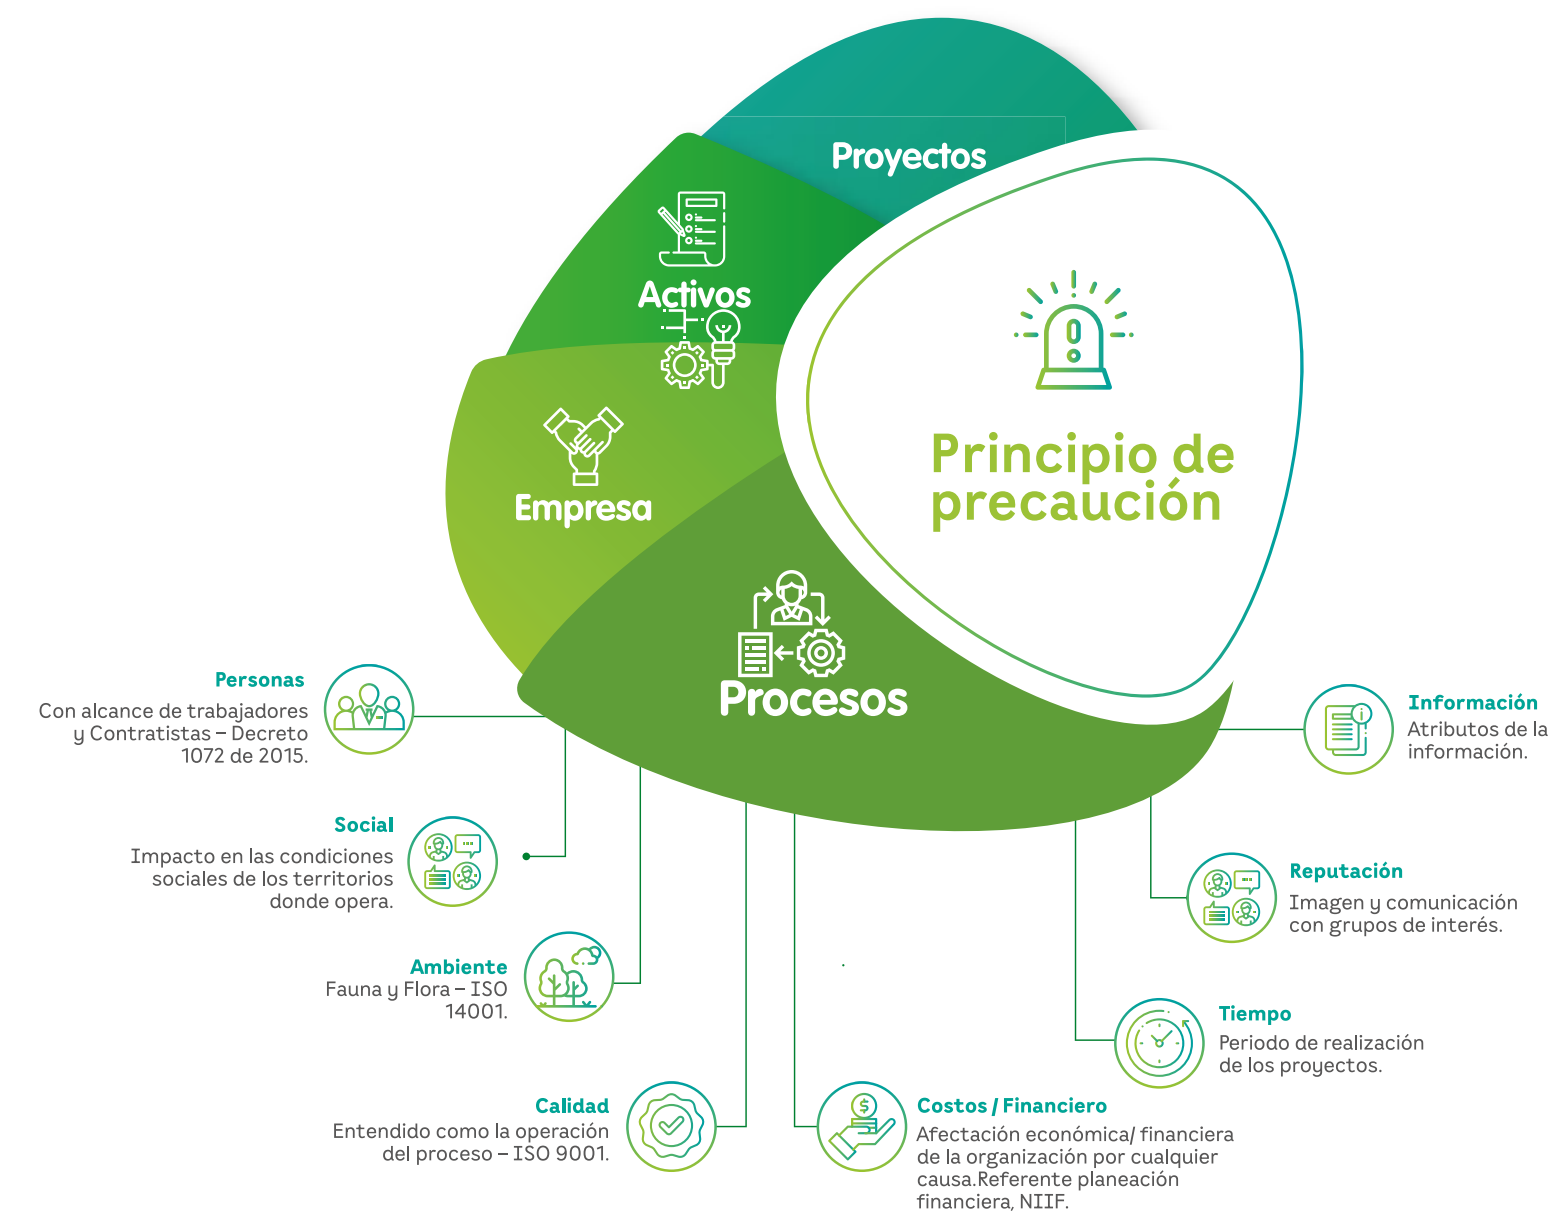 Proyectos
Activos
Empresa
Principio de
precaución
Procesos
Personas
Con alcance de trabajadores
y Contratistas – Decreto
1072 de 2015.
Social
Impacto en las condiciones
sociales de los territorios
donde opera.
Ambiente
Fauna y Flora – ISO
14001.
Calidad
Entendido como la operación
del proceso – ISO 9001.
Costos / Financiero
Afectación económica/ financiera
de la organización por cualquier
causa.Referente planeación
financiera, NIIF.
Tiempo
Periodo de realización
de los proyectos.
Reputación
Imagen y comunicación
con grupos de interés.
Información
Atributos de la
información.